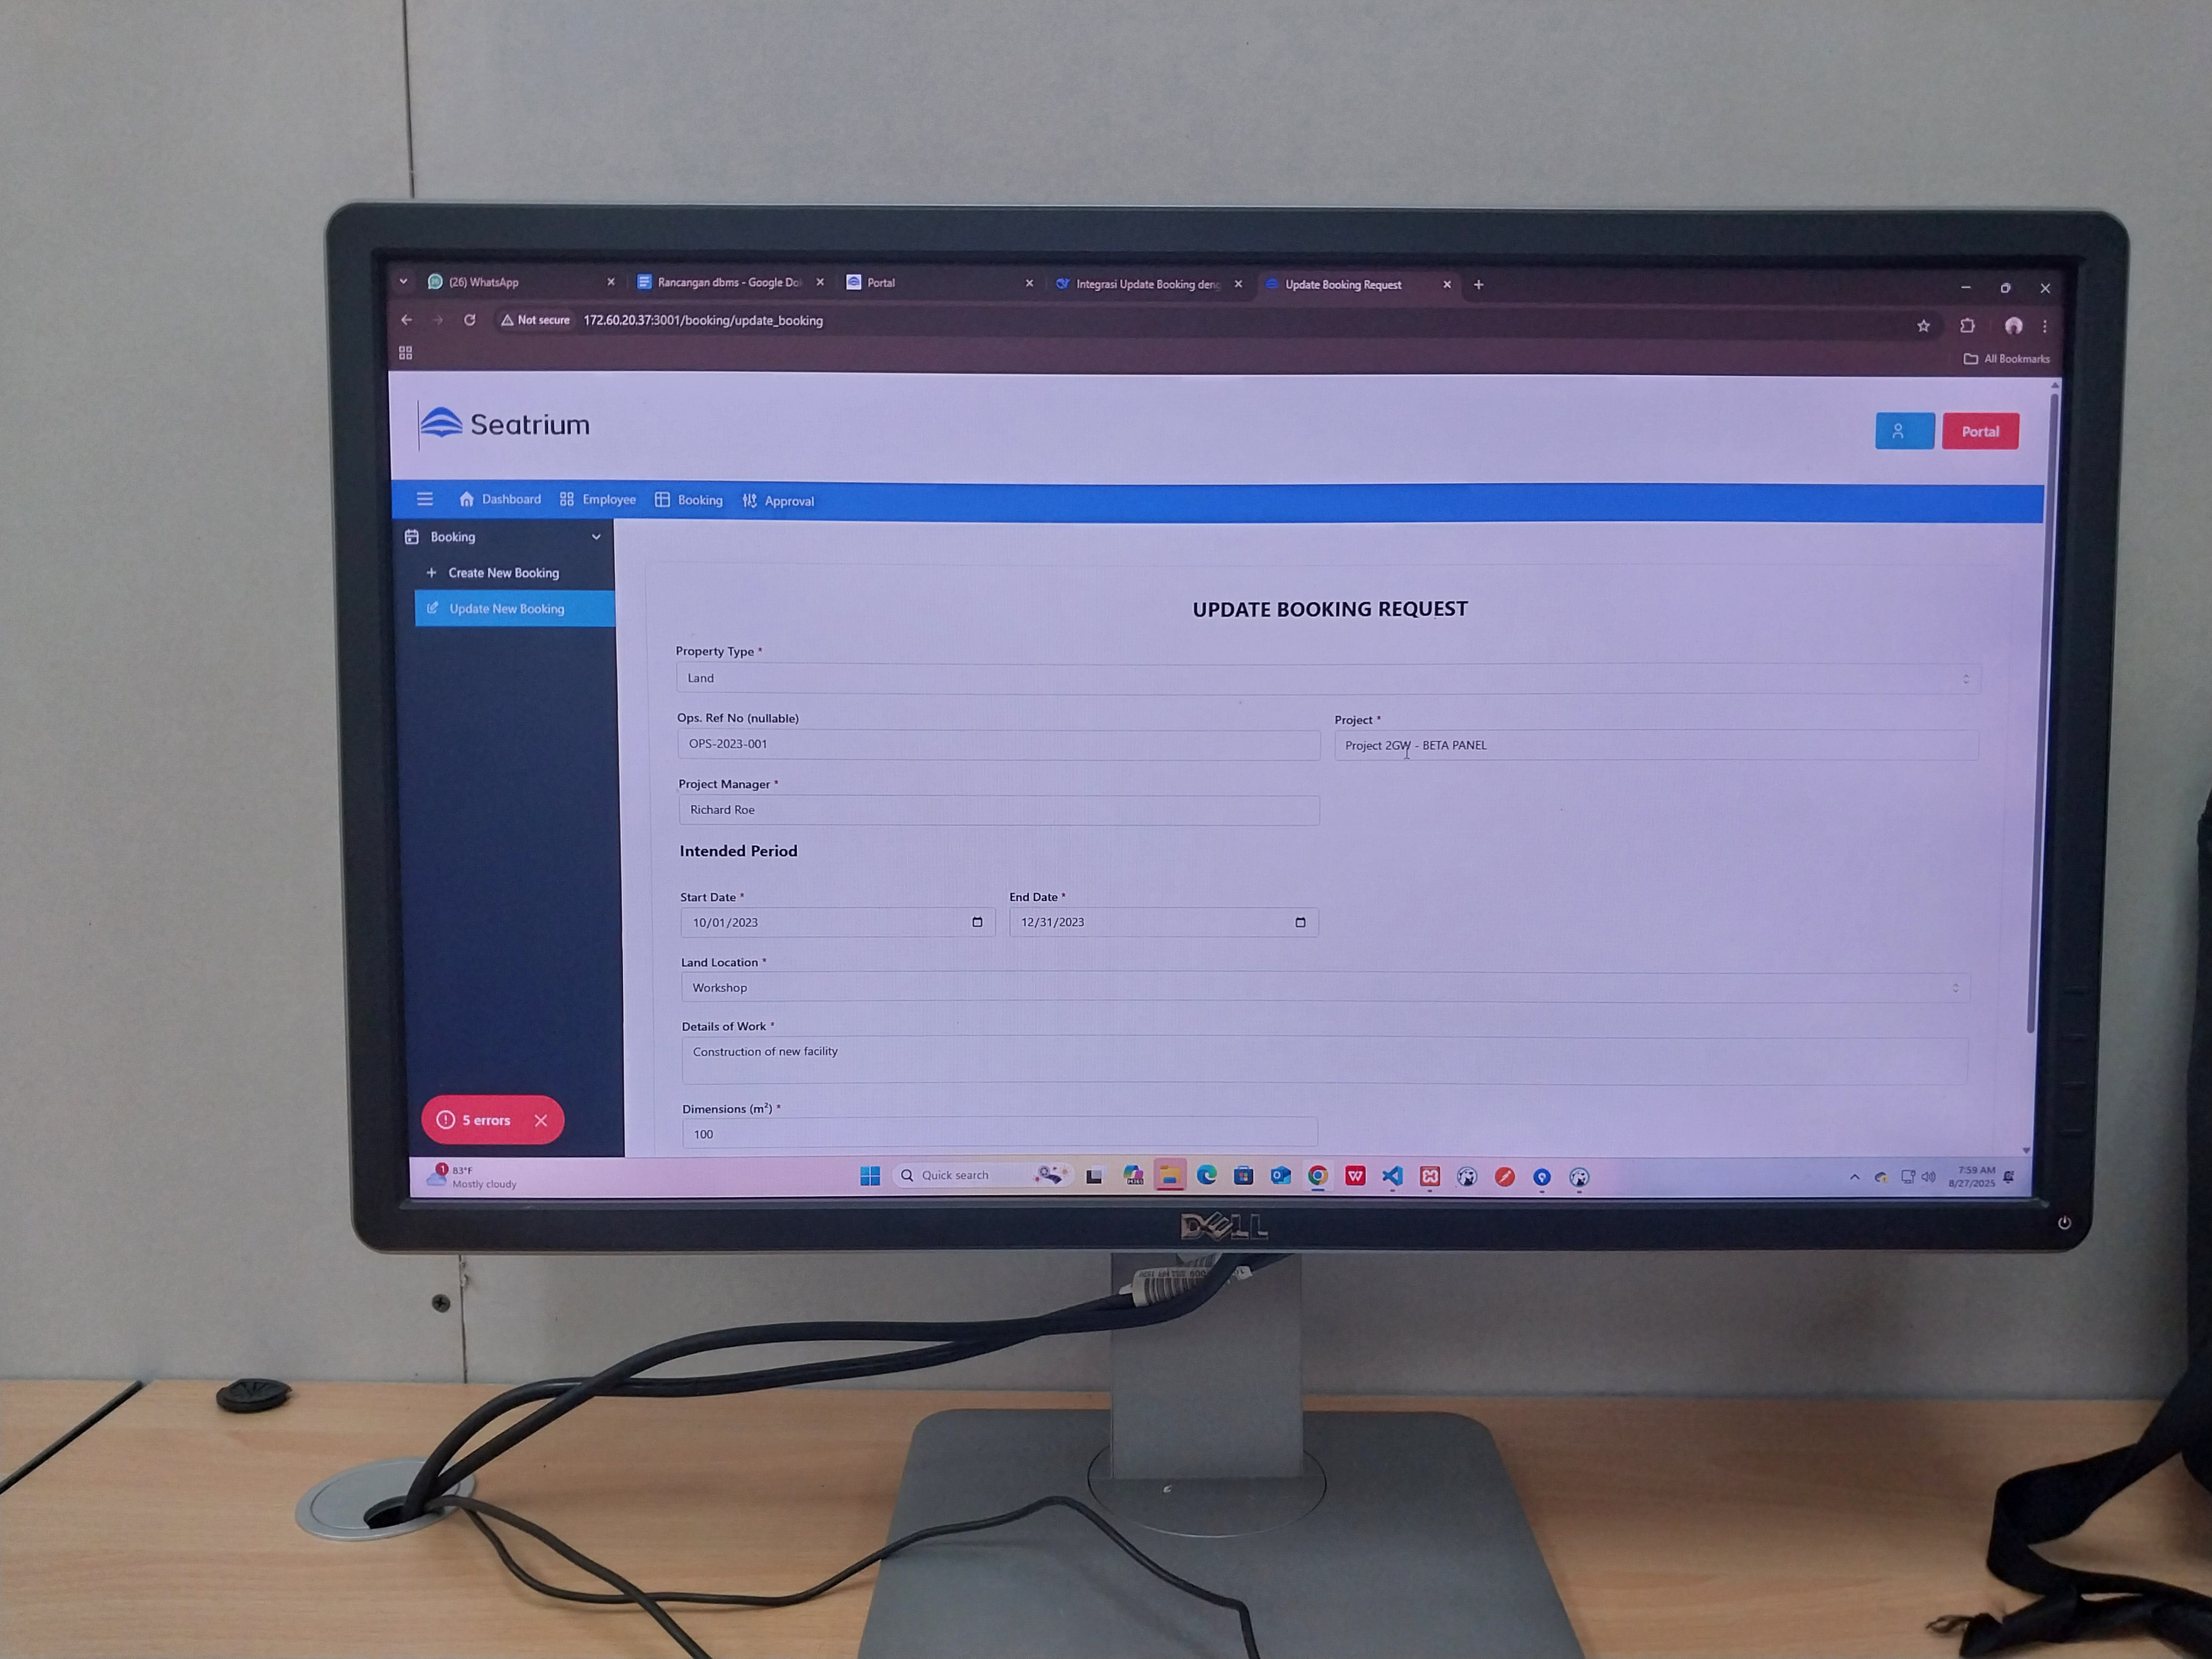 (26) WhatsApp
Rancangan dbms - Google Do
Portal
Integrasi Update Booking deng
Update Booking Request
Not secure 172.60.20.37:3001/booking/update_booking
All Bookmarks
Seatrium
Portal
Dashboard Employee Booking Approval
Booking
Create New Booking
Update New Booking
UPDATE BOOKING REQUEST
Property Type *
Land
Ops. Ref No (nullable)
Project *
OPS-2023-001
Project 2GW - BETA PANEL
Project Manager *
Richard Roe
Intended Period
Start Date *
End Date *
10/01/2023
12/31/2023
Land Location *
Workshop
Details of Work *
Construction of new facility
Dimensions (m²) *
100
5 errors
1
83°F
Mostly cloudy
Quick search
7:59 AM
8/27/2025
DELL